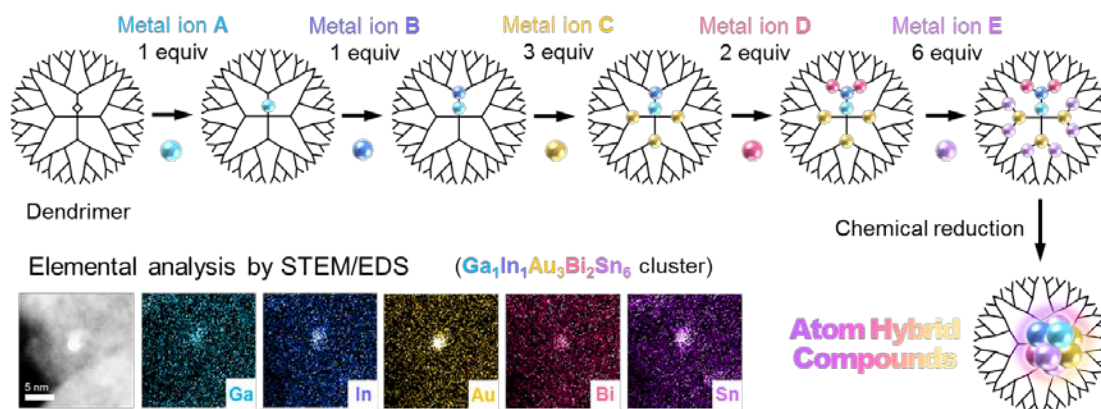 Metal ion A
1 equiv
Metal ion B
1 equiv
Metal ion C
3 equiv
Metal ion D
2 equiv
Metal ion E
6 equiv
Dendrimer
Chemical reduction
Elemental analysis by STEM/EDS (Ga₁In₁Au₃Bi₂Sn₆ cluster)
5 nm
Ga
In
Au
Bi
Sn
Atom Hybrid
Compounds